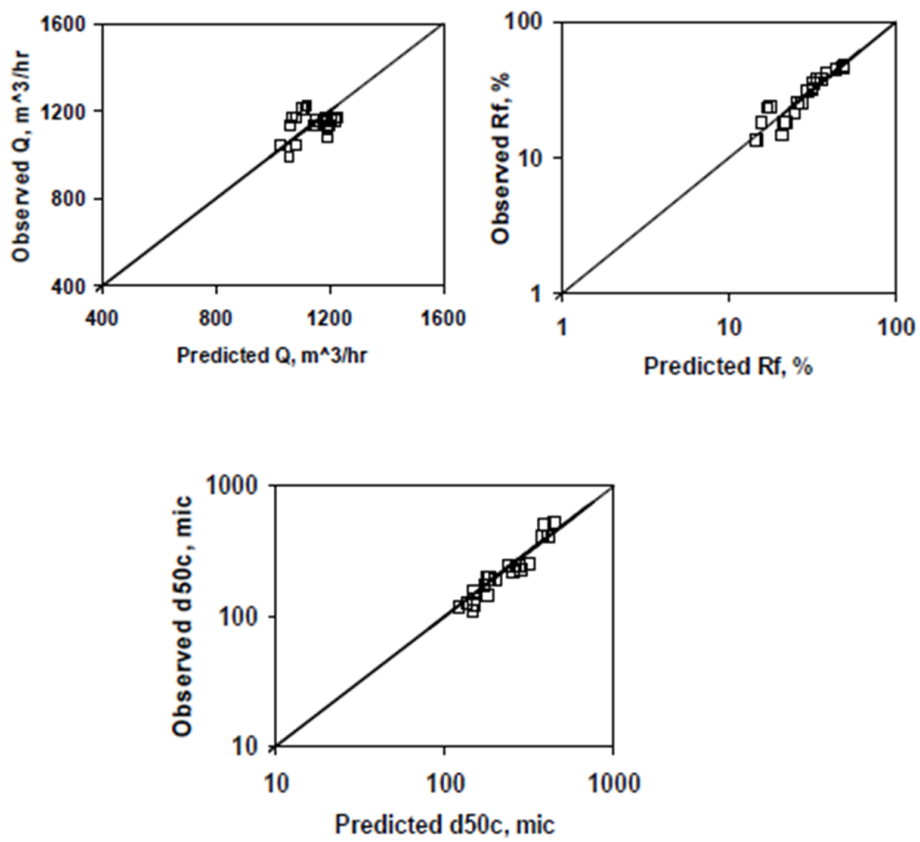 1600
1200
800
400
400 800 1200 1600
Observed Q, m^3/hr
Predicted Q, m^3/hr
100
10
1
1 10 100
Observed Rf, %
Predicted Rf, %
1000
100
10
10 100 1000
Observed d50c, mic
Predicted d50c, mic